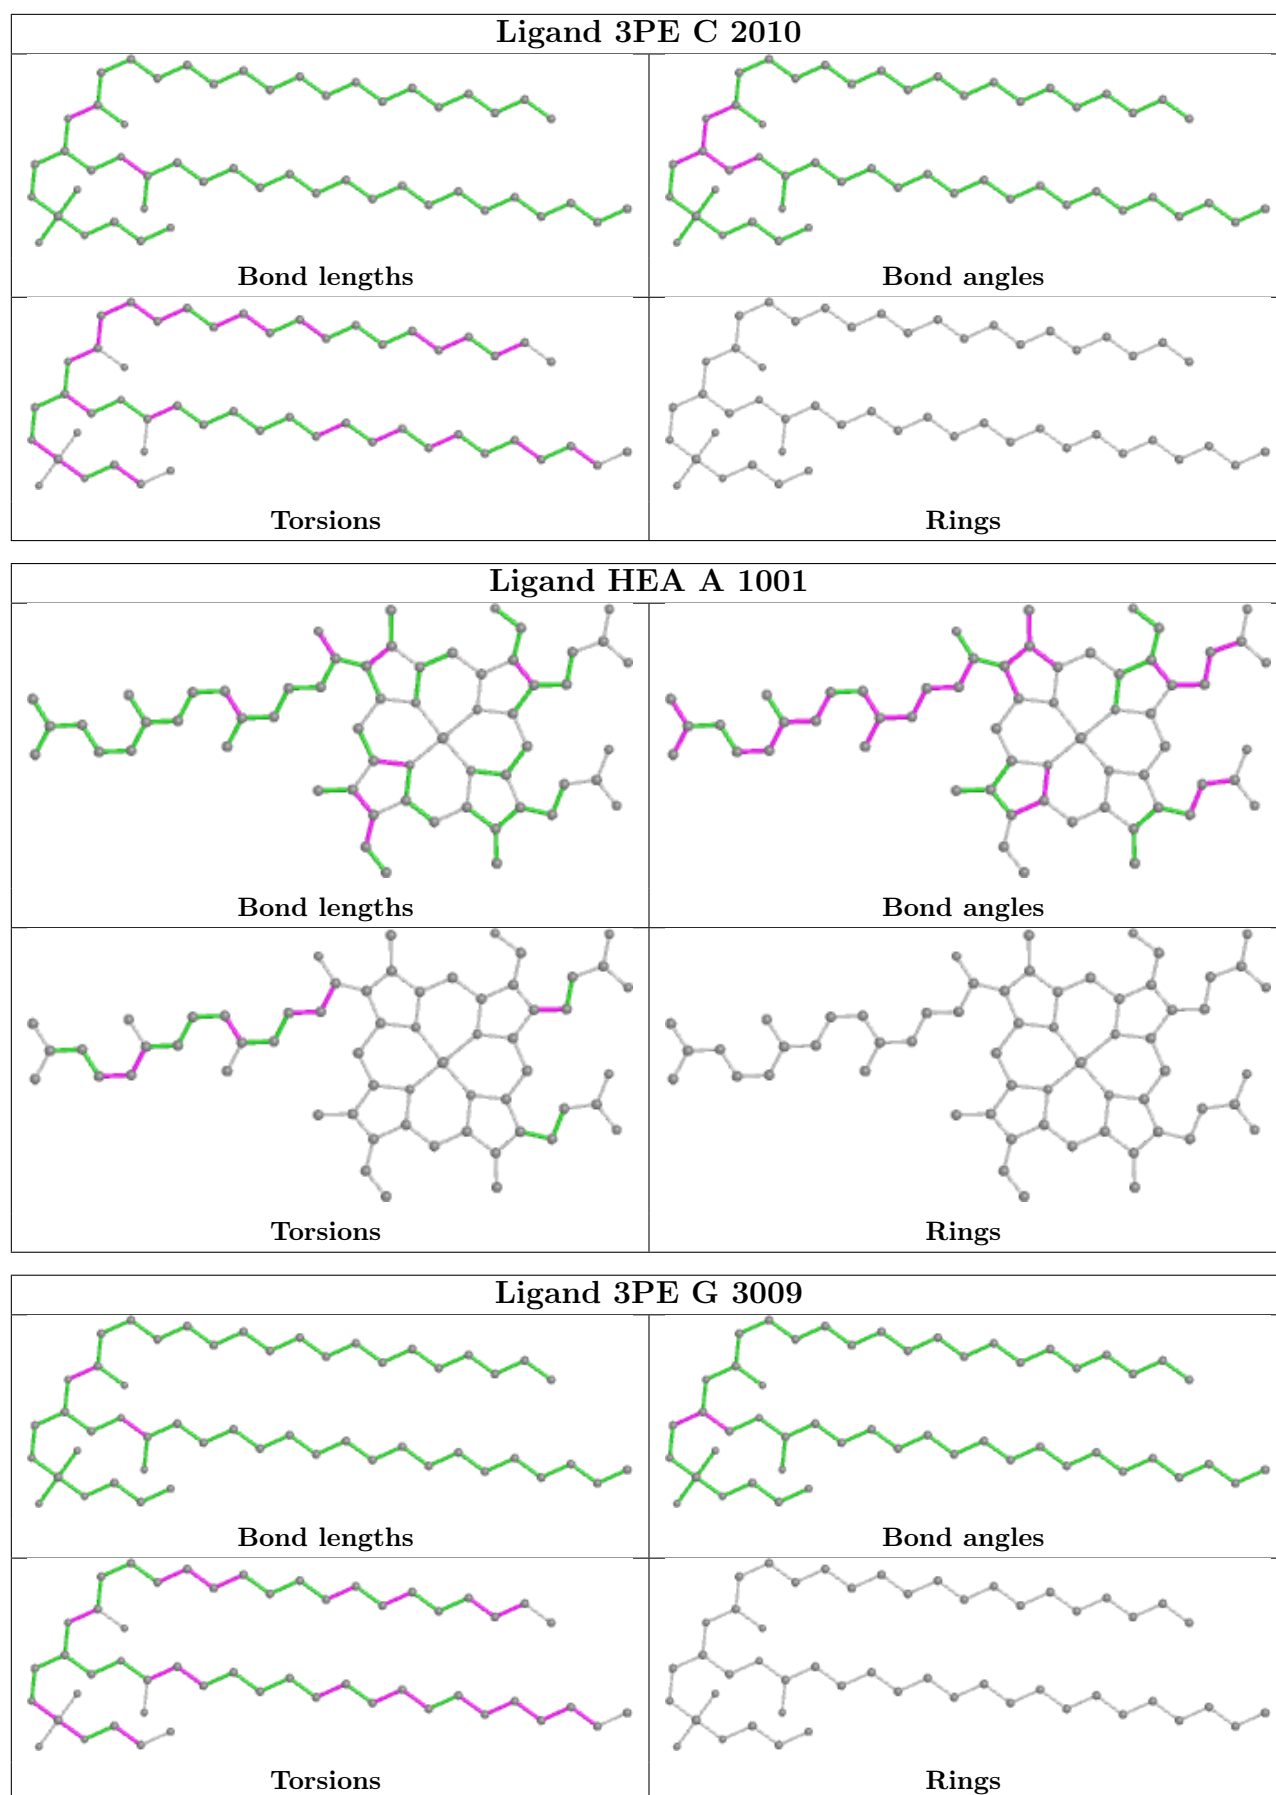 Ligand 3PE C 2010
Bond lengths
Bond angles
Torsions
Rings
Ligand HEA A 1001
Bond lengths
Bond angles
Torsions
Rings
Ligand 3PE G 3009
Bond lengths
Bond angles
Torsions
Rings